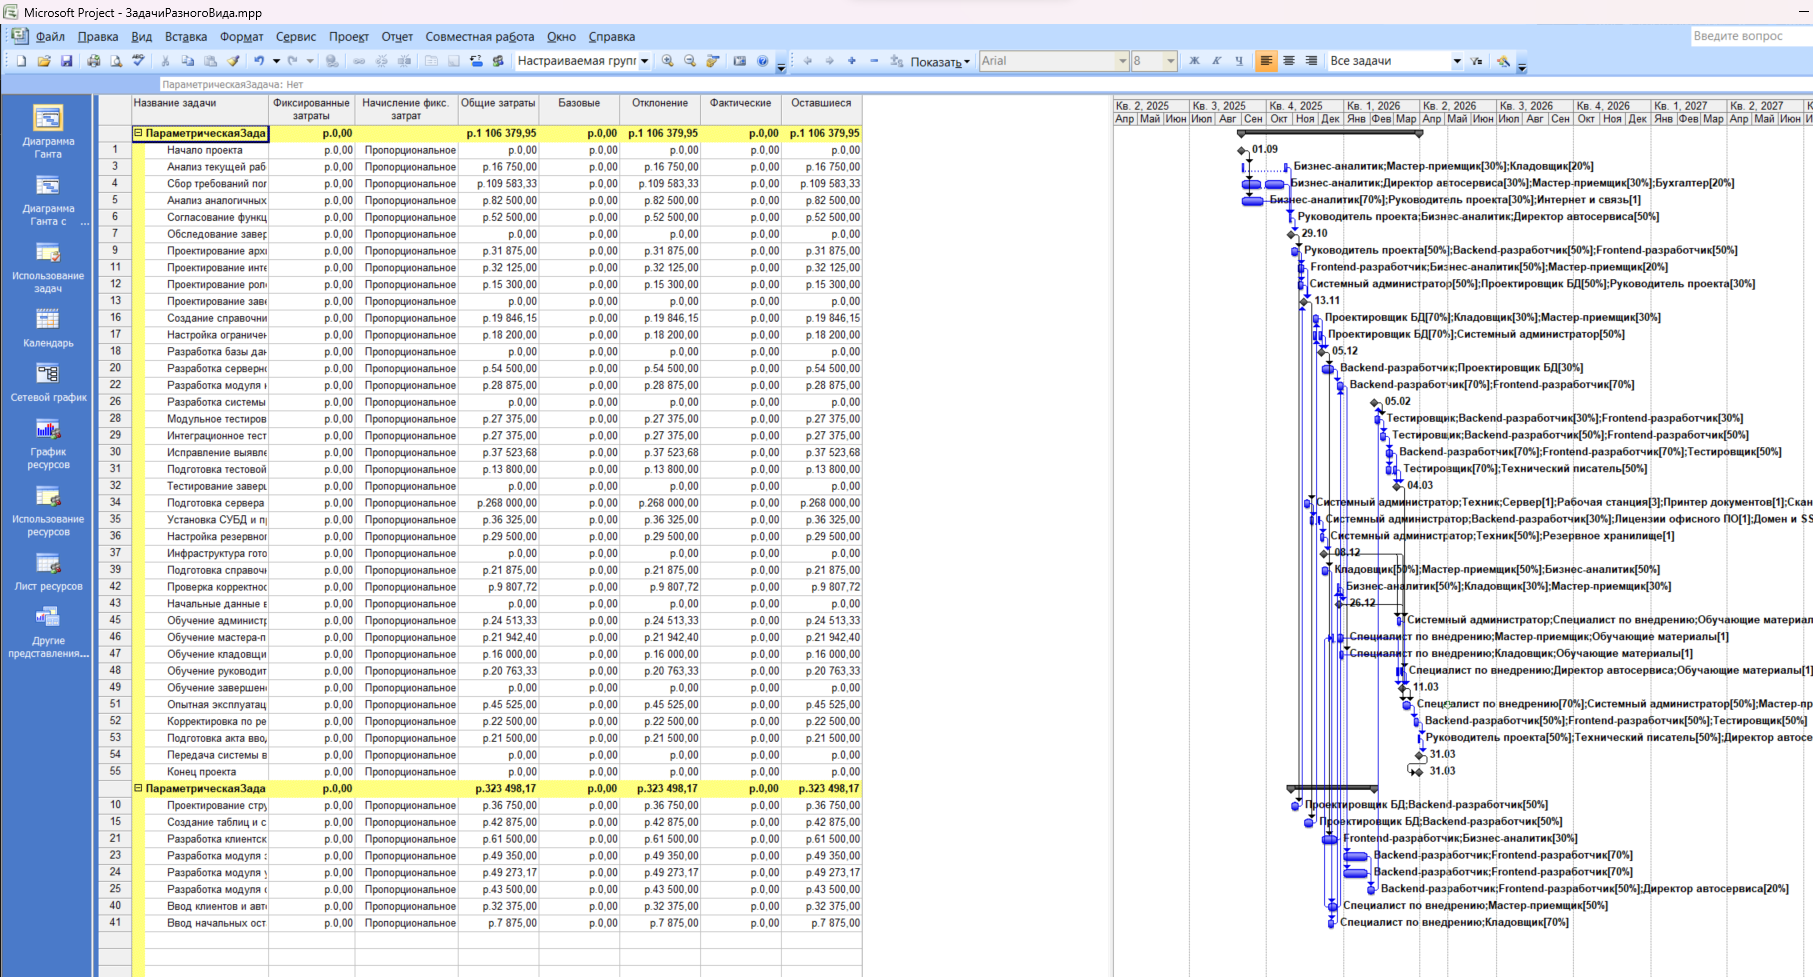 Microsoft Project - ЗадачиРазногоВида.mpp
Файл Правка Вид Вставка Формат Сервис Проект Отчет Совместная работа Окно Справка
Введите вопрос
Настраиваемая групп Показать Arial 8 Ж К Ч Все задачи
ПараметрическаяЗадача: Нет
Диаграмма Ганта
Диаграмма Ганта с ...
Использование задач
Календарь
Сетевой график
График ресурсов
Использование ресурсов
Лист ресурсов
Другие представления...
Название задачи Фиксированные затраты Начисление фикс. затрат Общие затраты Базовые Отклонение Фактические Оставшиеся
Кв. 2, 2025 Кв. 3, 2025 Кв. 4, 2025 Кв. 1, 2026 Кв. 2, 2026 Кв. 3, 2026 Кв. 4, 2026 Кв. 1, 2027 Кв. 2, 2027
Апр Май Июн Июл Авг Сен Окт Ноя Дек Янв Фев Мар Апр Май Июн Июл Авг Сен Окт Ноя Дек Янв Фев Мар Апр Май Июн
ПараметрическаяЗада р.0,00 р.1 106 379,95 р.0,00 р.1 106 379,95 р.0,00 р.1 106 379,95
1 Начало проекта р.0,00 Пропорциональное р.0,00 р.0,00 р.0,00 р.0,00 р.0,00 01.09
3 Анализ текущей раб р.0,00 Пропорциональное р.16 750,00 р.0,00 р.16 750,00 р.0,00 р.16 750,00 Бизнес-аналитик;Мастер-приемщик[30%];Кладовщик[20%]
4 Сбор требований пол р.0,00 Пропорциональное р.109 583,33 р.0,00 р.109 583,33 р.0,00 р.109 583,33 Бизнес-аналитик;Директор автосервиса[30%];Мастер-приемщик[30%];Бухгалтер[20%]
5 Анализ аналогичных р.0,00 Пропорциональное р.82 500,00 р.0,00 р.82 500,00 р.0,00 р.82 500,00 Бизнес-аналитик[70%];Руководитель проекта[30%];Интернет и связь[1]
6 Согласование функц р.0,00 Пропорциональное р.52 500,00 р.0,00 р.52 500,00 р.0,00 р.52 500,00 Руководитель проекта;Бизнес-аналитик;Директор автосервиса[50%]
7 Обследование завер р.0,00 Пропорциональное р.0,00 р.0,00 р.0,00 р.0,00 р.0,00 29.10
9 Проектирование архи р.0,00 Пропорциональное р.31 875,00 р.0,00 р.31 875,00 р.0,00 р.31 875,00 Руководитель проекта[50%];Backend-разработчик[50%];Frontend-разработчик[50%]
11 Проектирование инте р.0,00 Пропорциональное р.32 125,00 р.0,00 р.32 125,00 р.0,00 р.32 125,00 Frontend-разработчик;Бизнес-аналитик[50%];Мастер-приемщик[20%]
12 Проектирование роле р.0,00 Пропорциональное р.15 300,00 р.0,00 р.15 300,00 р.0,00 р.15 300,00 Системный администратор[50%];Проектировщик БД[50%];Руководитель проекта[30%]
13 Проектирование заве р.0,00 Пропорциональное р.0,00 р.0,00 р.0,00 р.0,00 р.0,00 13.11
16 Создание справочни р.0,00 Пропорциональное р.19 846,15 р.0,00 р.19 846,15 р.0,00 р.19 846,15 Проектировщик БД[70%];Кладовщик[30%];Мастер-приемщик[30%]
17 Настройка ограничен р.0,00 Пропорциональное р.18 200,00 р.0,00 р.18 200,00 р.0,00 р.18 200,00 Проектировщик БД[70%];Системный администратор[50%]
18 Разработка базы дан р.0,00 Пропорциональное р.0,00 р.0,00 р.0,00 р.0,00 р.0,00 05.12
20 Разработка серверно р.0,00 Пропорциональное р.54 500,00 р.0,00 р.54 500,00 р.0,00 р.54 500,00 Backend-разработчик;Проектировщик БД[30%]
22 Разработка модуля к р.0,00 Пропорциональное р.28 875,00 р.0,00 р.28 875,00 р.0,00 р.28 875,00 Backend-разработчик[70%];Frontend-разработчик[70%]
26 Разработка системы р.0,00 Пропорциональное р.0,00 р.0,00 р.0,00 р.0,00 р.0,00 05.02
28 Модульное тестиров р.0,00 Пропорциональное р.27 375,00 р.0,00 р.27 375,00 р.0,00 р.27 375,00 Тестировщик;Backend-разработчик[30%];Frontend-разработчик[30%]
29 Интеграционное тест р.0,00 Пропорциональное р.27 375,00 р.0,00 р.27 375,00 р.0,00 р.27 375,00 Тестировщик;Backend-разработчик[50%];Frontend-разработчик[50%]
30 Исправление выявле р.0,00 Пропорциональное р.37 523,68 р.0,00 р.37 523,68 р.0,00 р.37 523,68 Backend-разработчик[70%];Frontend-разработчик[70%];Тестировщик[50%]
31 Подготовка тестовой р.0,00 Пропорциональное р.13 800,00 р.0,00 р.13 800,00 р.0,00 р.13 800,00 Тестировщик[70%];Технический писатель[50%]
32 Тестирование заверш р.0,00 Пропорциональное р.0,00 р.0,00 р.0,00 р.0,00 р.0,00 04.03
34 Подготовка сервера р.0,00 Пропорциональное р.268 000,00 р.0,00 р.268 000,00 р.0,00 р.268 000,00 Системный администратор;Техник;Сервер[1];Рабочая станция[3];Принтер документов[1];Скан
35 Установка СУБД и пр р.0,00 Пропорциональное р.36 325,00 р.0,00 р.36 325,00 р.0,00 р.36 325,00 Системный администратор;Backend-разработчик[30%];Лицензии офисного ПО[1];Домен и SS
36 Настройка резервног р.0,00 Пропорциональное р.29 500,00 р.0,00 р.29 500,00 р.0,00 р.29 500,00 Системный администратор;Техник[50%];Резервное хранилище[1]
37 Инфраструктура гото р.0,00 Пропорциональное р.0,00 р.0,00 р.0,00 р.0,00 р.0,00 08.12
39 Подготовка справоч р.0,00 Пропорциональное р.21 875,00 р.0,00 р.21 875,00 р.0,00 р.21 875,00 Кладовщик[50%];Мастер-приемщик[50%];Бизнес-аналитик[50%]
42 Проверка корректнос р.0,00 Пропорциональное р.9 807,72 р.0,00 р.9 807,72 р.0,00 р.9 807,72 Бизнес-аналитик[50%];Кладовщик[30%];Мастер-приемщик[30%]
43 Начальные данные в р.0,00 Пропорциональное р.0,00 р.0,00 р.0,00 р.0,00 р.0,00 26.12
45 Обучение администр р.0,00 Пропорциональное р.24 513,33 р.0,00 р.24 513,33 р.0,00 р.24 513,33 Системный администратор;Специалист по внедрению;Обучающие материал
46 Обучение мастера-п р.0,00 Пропорциональное р.21 942,40 р.0,00 р.21 942,40 р.0,00 р.21 942,40 Специалист по внедрению;Мастер-приемщик;Обучающие материалы[1]
47 Обучение кладовщи р.0,00 Пропорциональное р.16 000,00 р.0,00 р.16 000,00 р.0,00 р.16 000,00 Специалист по внедрению;Кладовщик;Обучающие материалы[1]
48 Обучение руководит р.0,00 Пропорциональное р.20 763,33 р.0,00 р.20 763,33 р.0,00 р.20 763,33 Специалист по внедрению;Директор автосервиса;Обучающие материалы[1]
49 Обучение завершен р.0,00 Пропорциональное р.0,00 р.0,00 р.0,00 р.0,00 р.0,00 11.03
51 Опытная эксплуатац р.0,00 Пропорциональное р.45 525,00 р.0,00 р.45 525,00 р.0,00 р.45 525,00 Специалист по внедрению[70%];Системный администратор[50%];Мастер-пр
52 Корректировка по ре р.0,00 Пропорциональное р.22 500,00 р.0,00 р.22 500,00 р.0,00 р.22 500,00 Backend-разработчик[50%];Frontend-разработчик[50%];Тестировщик[50%]
53 Подготовка акта ввод р.0,00 Пропорциональное р.21 500,00 р.0,00 р.21 500,00 р.0,00 р.21 500,00 Руководитель проекта[50%];Технический писатель[50%];Директор автосе
54 Передача системы в р.0,00 Пропорциональное р.0,00 р.0,00 р.0,00 р.0,00 р.0,00 31.03
55 Конец проекта р.0,00 Пропорциональное р.0,00 р.0,00 р.0,00 р.0,00 р.0,00 31.03
ПараметрическаяЗада р.0,00 р.323 498,17 р.0,00 р.323 498,17 р.0,00 р.323 498,17
10 Проектирование стру р.0,00 Пропорциональное р.36 750,00 р.0,00 р.36 750,00 р.0,00 р.36 750,00 Проектировщик БД;Backend-разработчик[50%]
15 Создание таблиц и с р.0,00 Пропорциональное р.42 875,00 р.0,00 р.42 875,00 р.0,00 р.42 875,00 Проектировщик БД;Backend-разработчик[50%]
21 Разработка клиентск р.0,00 Пропорциональное р.61 500,00 р.0,00 р.61 500,00 р.0,00 р.61 500,00 Frontend-разработчик;Бизнес-аналитик[30%]
23 Разработка модуля з р.0,00 Пропорциональное р.49 350,00 р.0,00 р.49 350,00 р.0,00 р.49 350,00 Backend-разработчик;Frontend-разработчик[70%]
24 Разработка модуля у р.0,00 Пропорциональное р.49 273,17 р.0,00 р.49 273,17 р.0,00 р.49 273,17 Backend-разработчик;Frontend-разработчик[70%]
25 Разработка модуля о р.0,00 Пропорциональное р.43 500,00 р.0,00 р.43 500,00 р.0,00 р.43 500,00 Backend-разработчик;Frontend-разработчик[50%];Директор автосервиса[20%]
40 Ввод клиентов и авто р.0,00 Пропорциональное р.32 375,00 р.0,00 р.32 375,00 р.0,00 р.32 375,00 Специалист по внедрению;Мастер-приемщик[50%]
41 Ввод начальных ост р.0,00 Пропорциональное р.7 875,00 р.0,00 р.7 875,00 р.0,00 р.7 875,00 Специалист по внедрению;Кладовщик[70%]